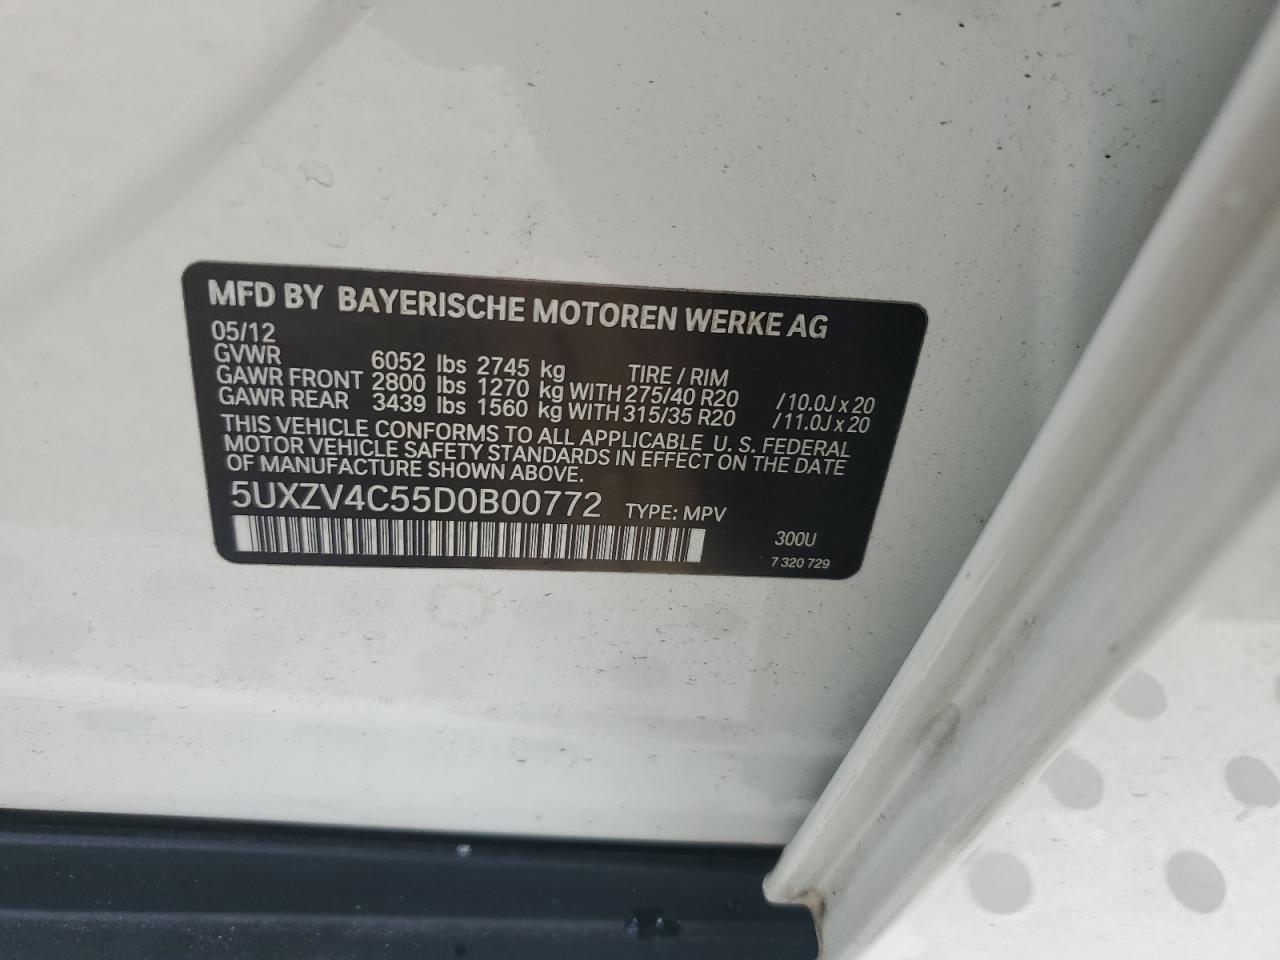 MFD BY BAYERISCHE MOTOREN WERKE AG
05/12
GVWR 6052 lbs 2745 kg TIRE / RIM
GAWR FRONT 2800 lbs 1270 kg WITH 275/40 R20 /10.0J x 20
GAWR REAR 3439 lbs 1560 kg WITH 315/35 R20 /11.0J x 20
THIS VEHICLE CONFORMS TO ALL APPLICABLE U. S. FEDERAL
MOTOR VEHICLE SAFETY STANDARDS IN EFFECT ON THE DATE
OF MANUFACTURE SHOWN ABOVE.
5UXZV4C55D0B00772 TYPE: MPV
300U
7 320 729